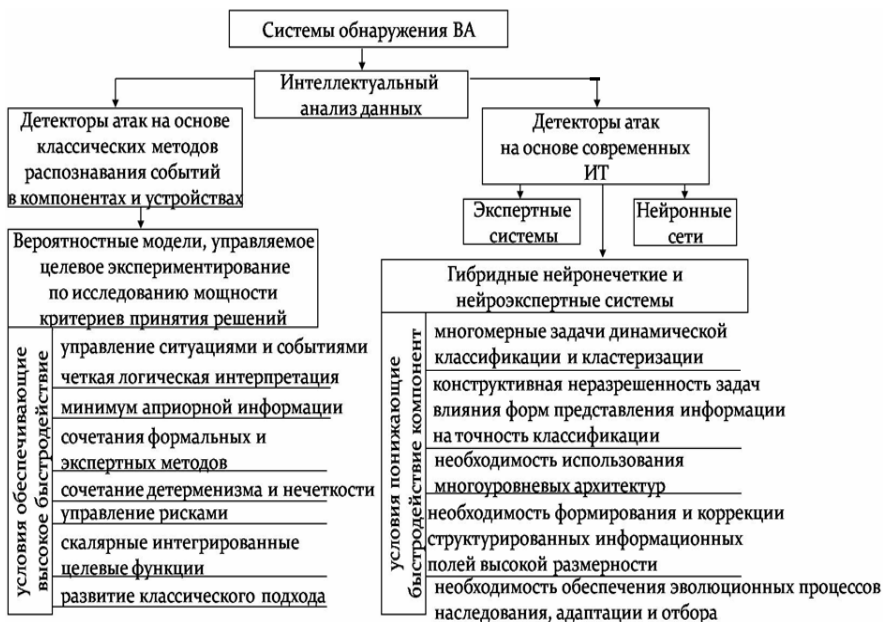 Системы обнаружения ВА
Интеллектуальный
анализ данных
Детекторы атак на основе
классических методов
распознавания событий
в компонентах и устройствах
Вероятностные модели, управляемое
целевое экспериментирование
по исследованию мощности
критериев принятия решений
условия обеспечивающие
высокое быстродействие
управление ситуациями и событиями
четкая логическая интерпретация
минимум априорной информации
сочетания формальных и
экспертных методов
сочетание детерменизма и нечеткости
управление рисками
скалярные интегрированные
целевые функции
развитие классического подхода
Детекторы атак
на основе современных
ИТ
Экспертные
системы
Нейронные
сети
Гибридные нейронечеткие и
нейроэкспертные системы
условия понижающие
быстродействие компонент
многомерные задачи динамической
классификации и кластеризации
конструктивная неразрешенность задач
влияния форм представления информации
на точность классификации
необходимость использования
многоуровневых архитектур
необходимость формирования и коррекции
структурированных информационных
полей высокой размерности
необходимость обеспечения эволюционных процессов
наследования, адаптации и отбора